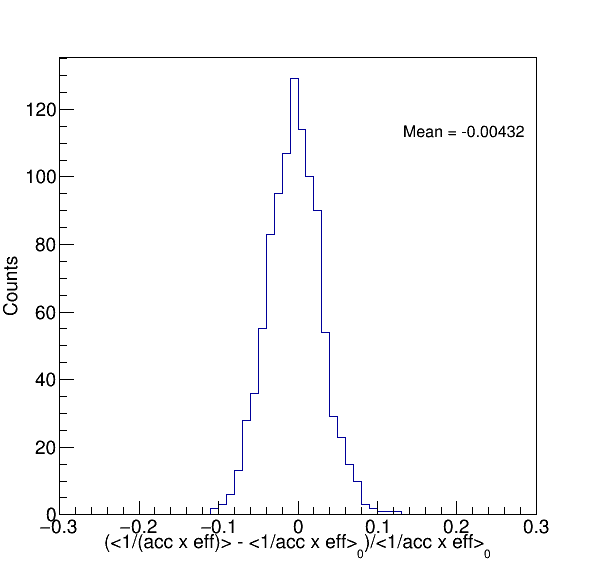 Mean = -0.00432
Counts
120
100
80
60
40
20
0
−0.3 −0.2 −0.1 0 0.1 0.2 0.3
(<1/(acc x eff)> - <1/acc x eff>₀)/<1/acc x eff>₀